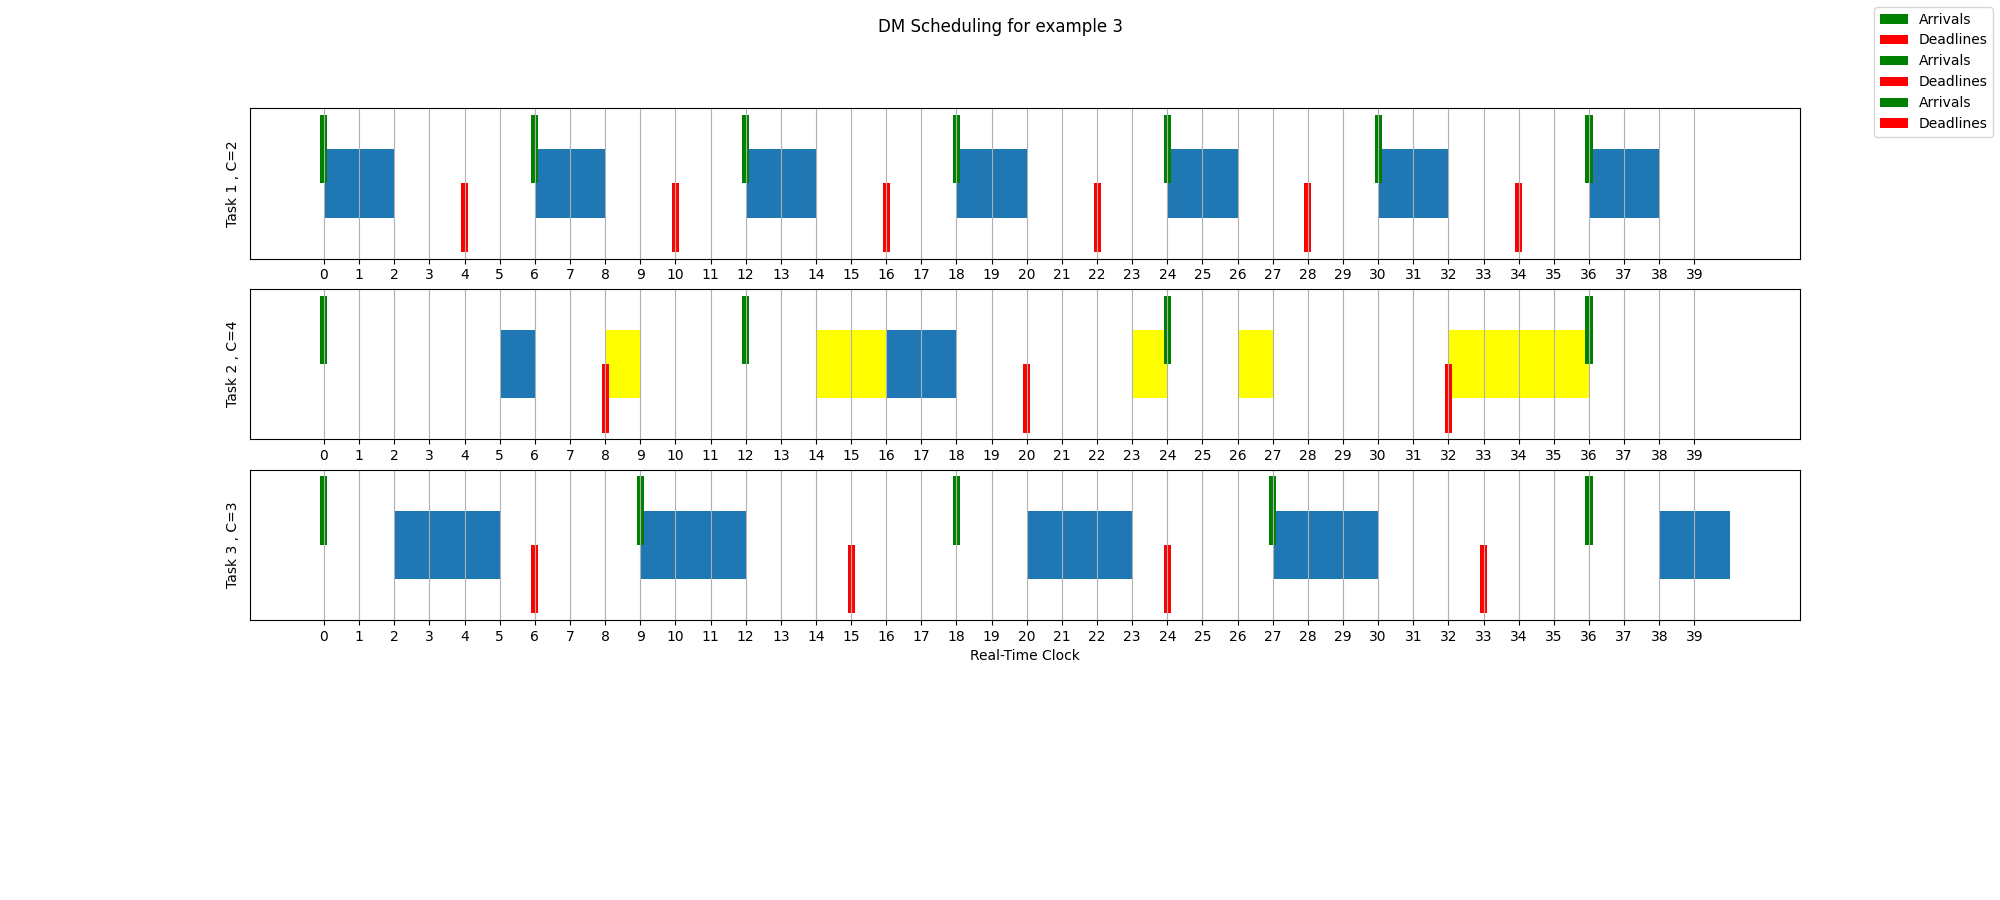 DM Scheduling for example 3
Arrivals
Deadlines
Arrivals
Deadlines
Arrivals
Deadlines
Task 1 , C=2
0 1 2 3 4 5 6 7 8 9 10 11 12 13 14 15 16 17 18 19 20 21 22 23 24 25 26 27 28 29 30 31 32 33 34 35 36 37 38 39
Task 2 , C=4
0 1 2 3 4 5 6 7 8 9 10 11 12 13 14 15 16 17 18 19 20 21 22 23 24 25 26 27 28 29 30 31 32 33 34 35 36 37 38 39
Task 3 , C=3
0 1 2 3 4 5 6 7 8 9 10 11 12 13 14 15 16 17 18 19 20 21 22 23 24 25 26 27 28 29 30 31 32 33 34 35 36 37 38 39
Real-Time Clock